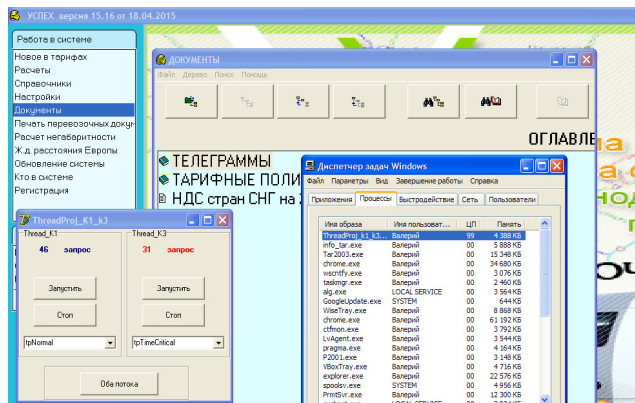 УСПЕХ версия 15.16 от 18.04.2015
Работа в системе
Новое в тарифах
Расчеты
Справочники
Настройки
Документы
Печать перевозочных докум
Расчет негабаритности
Ж.д. расстояния Европы
Обновление системы
Кто в системе
Регистрация
ДОКУМЕНТЫ
Файл Дерево Поиск Помощь
ОГЛАВЛЕ
ТЕЛЕГРАММЫ
ТАРИФНЫЕ ПОЛИ
НДС стран СНГ на
Диспетчер задач Windows
Файл Параметры Вид Завершение работы Справка
Приложения Процессы Быстродействие Сеть Пользователи
Имя образа Имя пользоват... ЦП Память
ThreadProj_k1_k3... Валерий 99 4 388 КБ
info_tar.exe Валерий 00 5 888 КБ
Tar2003.exe Валерий 00 15 348 КБ
chrome.exe Валерий 00 34 680 КБ
wscntfy.exe Валерий 00 3 076 КБ
taskmgr.exe Валерий 00 2 460 КБ
alg.exe LOCAL SERVICE 00 3 564 КБ
GoogleUpdate.exe SYSTEM 00 644 КБ
WiseTray.exe Валерий 00 8 868 КБ
chrome.exe Валерий 00 61 192 КБ
ctfmon.exe Валерий 00 3 792 КБ
LvAgent.exe Валерий 00 3 544 КБ
pragma.exe Валерий 00 4 164 КБ
P2001.exe Валерий 00 3 148 КБ
VBoxTray.exe Валерий 00 4 716 КБ
explorer.exe Валерий 00 22 576 КБ
spoolsv.exe SYSTEM 00 4 956 КБ
PrmtSvr.exe Валерий 00 12 300 КБ
ThreadProj_K1_k3
Thread_K1 Thread_K3
46 запрос 31 запрос
Запустить Запустить
Стоп Стоп
tpNormal tpTimeCritical
Оба потока